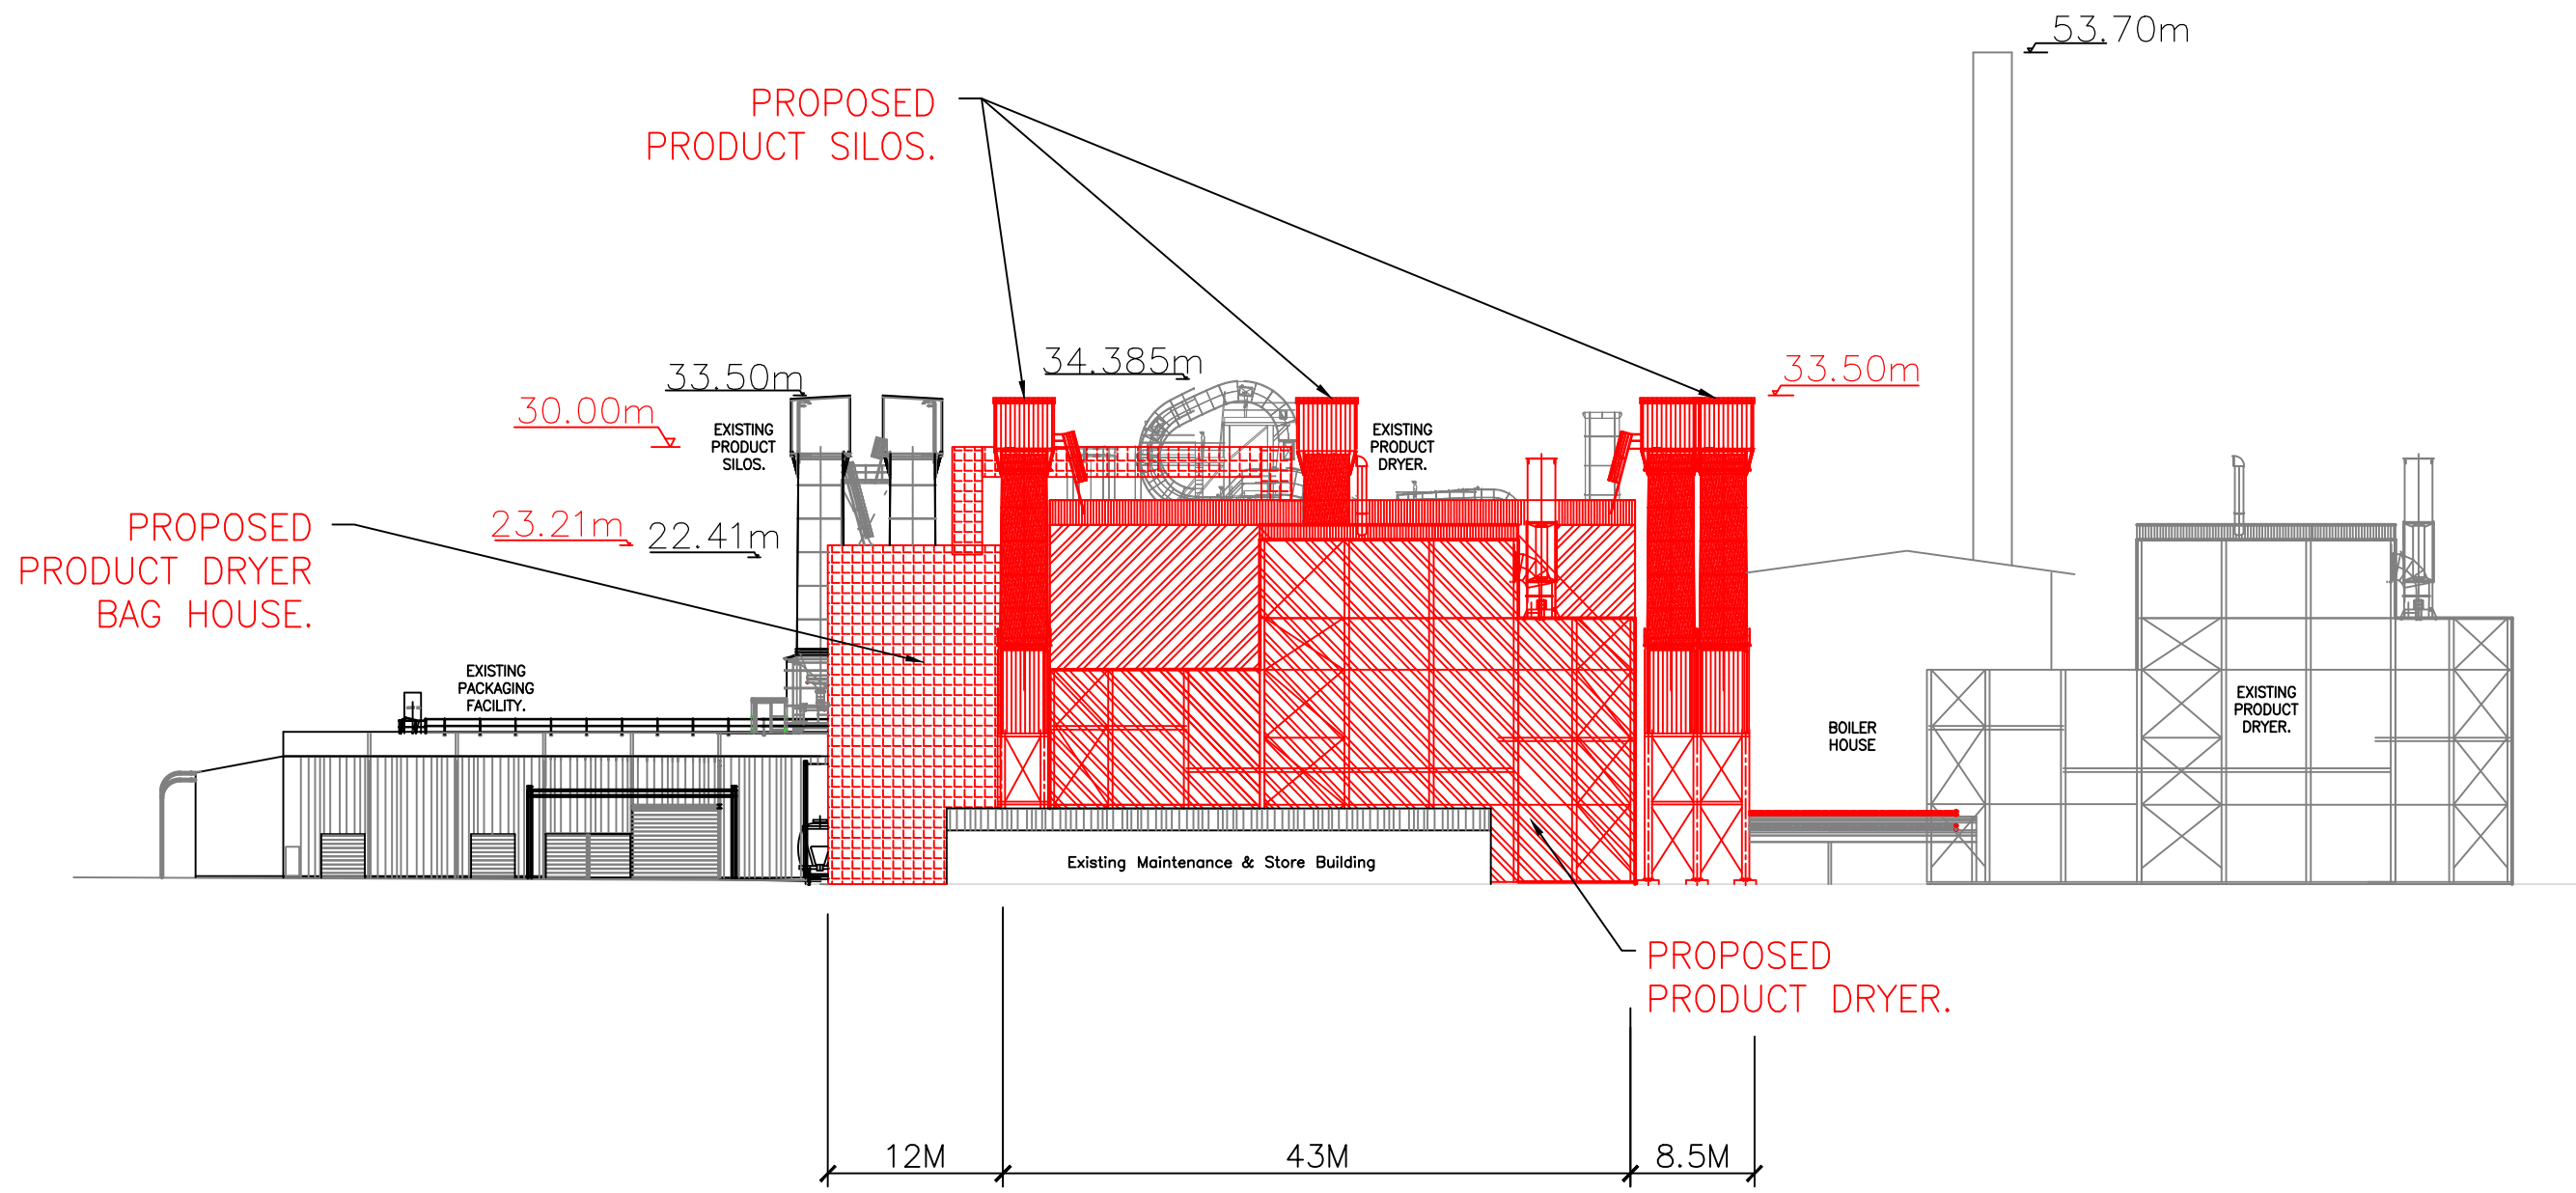 53.70m
PROPOSED
PRODUCT SILOS.
34.385m
33.50m
33.50m
30.00m
EXISTING
PRODUCT
SILOS.
EXISTING
PRODUCT
DRYER.
23.21m
22.41m
PROPOSED
PRODUCT DRYER
BAG HOUSE.
EXISTING
PACKAGING
FACILITY.
EXISTING
PRODUCT
DRYER.
BOILER
HOUSE
Existing Maintenance & Store Building
PROPOSED
PRODUCT DRYER.
12M
43M
8.5M